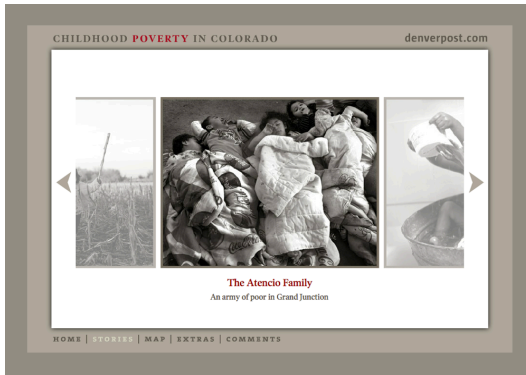 CHILDHOOD POVERTY IN COLORADO
denverpost.com
The Atencio Family
An army of poor in Grand Junction
HOME | STORIES | MAP | EXTRAS | COMMENTS